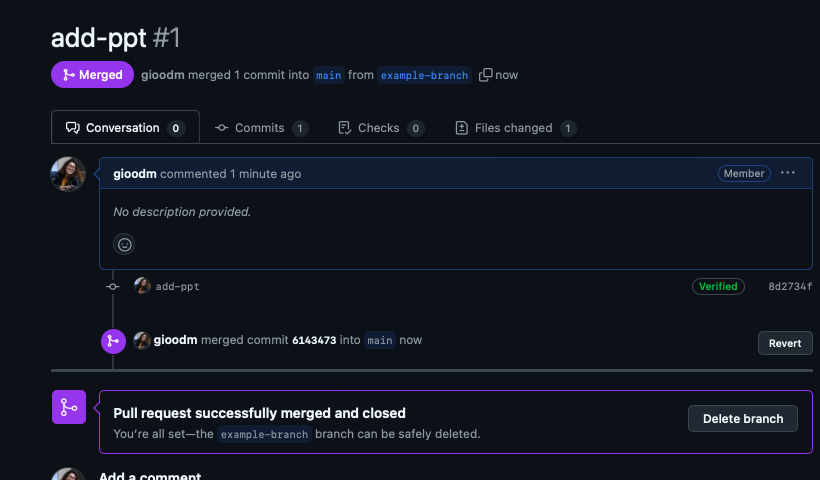 add-ppt #1
Merged gioodm merged 1 commit into main from example-branch now
Conversation 0 Commits 1 Checks 0 Files changed 1
gioodm commented 1 minute ago Member ...
No description provided.
add-ppt Verified 8d2734f
gioodm merged commit 6143473 into main now Revert
Pull request successfully merged and closed
You're all set—the example-branch branch can be safely deleted. Delete branch
Add a comment